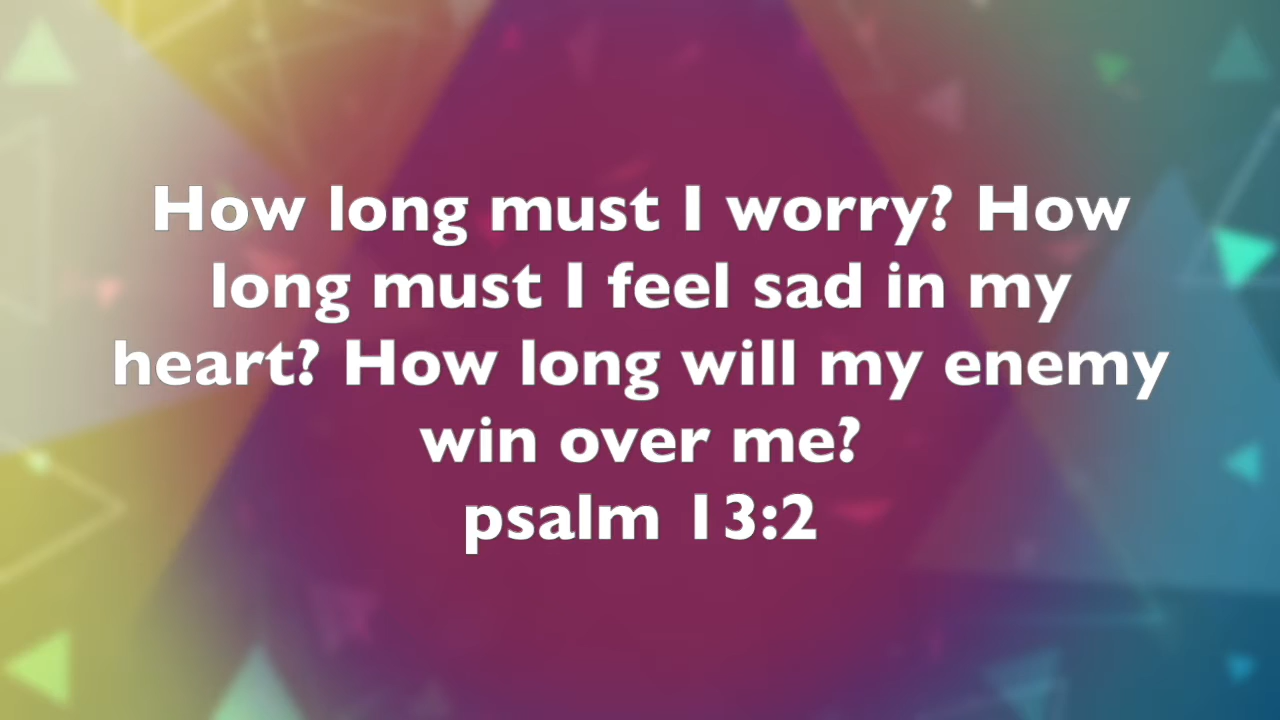 How long must I worry? How
long must I feel sad in my
heart? How long will my enemy
win over me?
psalm 13:2